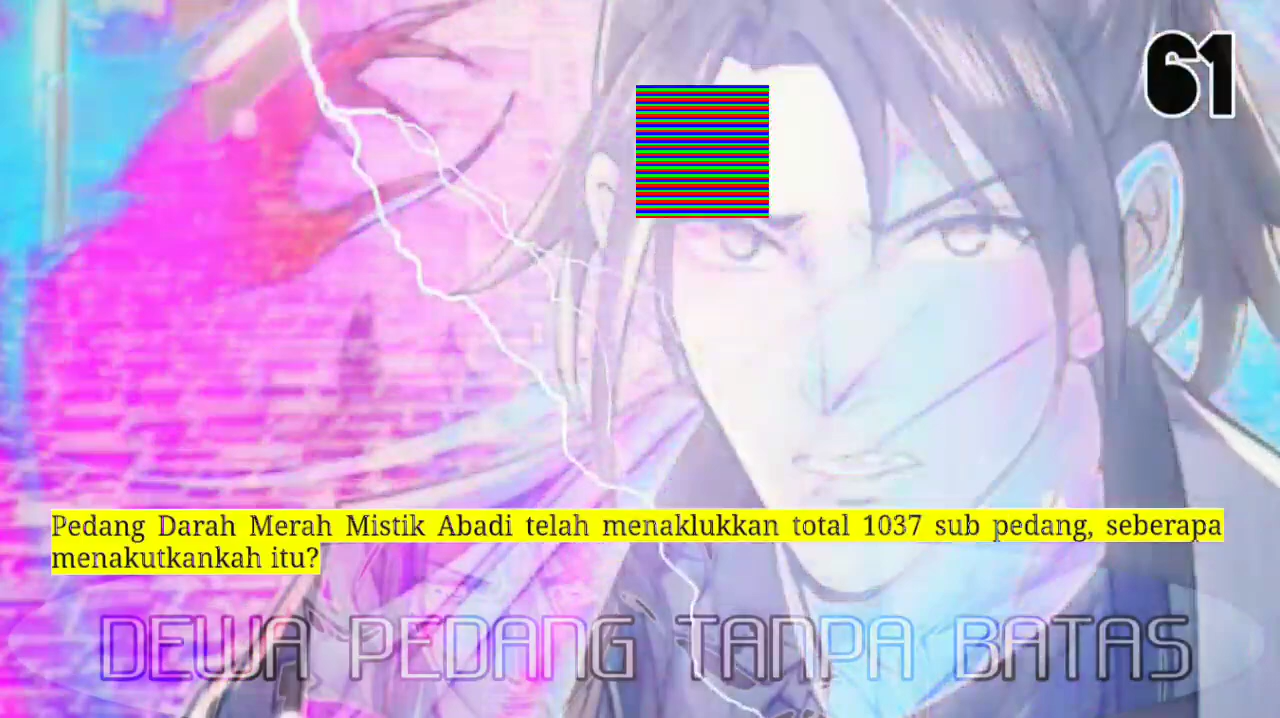 61
Pedang Darah Merah Mistik Abadi telah menaklukkan total 1037 sub pedang, seberapa
menakutkankah itu?
DEWA PEDANG TANPA BATAS